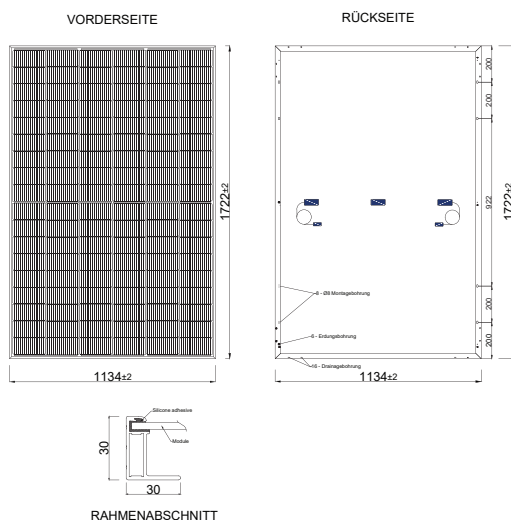 VORDERSEITE
RÜCKSEITE
1722±2
1134±2
200
200
922
200
200
1722±2
8 - Ø8 Montagebohrung
6 - Erdungsbohrung
16 - Drainagebohrung
1134±2
Silicone adhesive
Module
30
30
RAHMENABSCHNITT